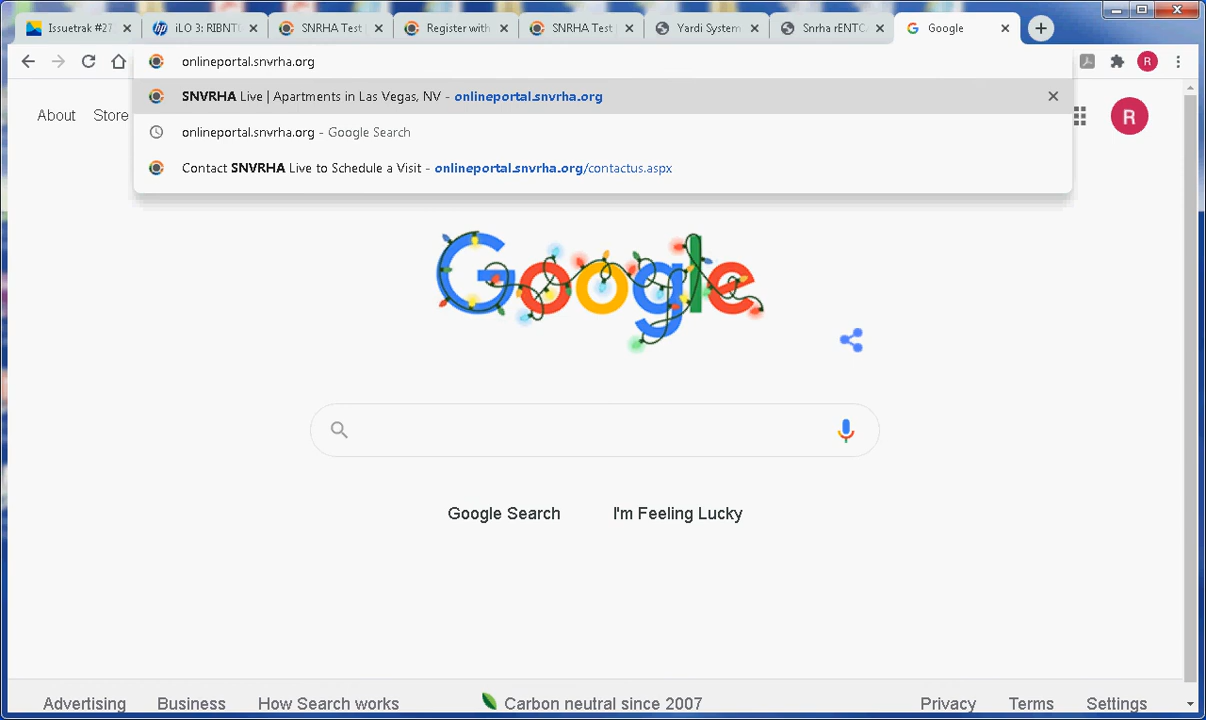 Issuetrak #27
iLO 3: RIBNTI
SNRHA Test
Register with
SNRHA Test
Yardi System
Snrha rENTC
Google
onlineportal.snvrha.org
R
SNVRHA Live | Apartments in Las Vegas, NV - onlineportal.snvrha.org
onlineportal.snvrha.org - Google Search
Contact SNVRHA Live to Schedule a Visit - onlineportal.snvrha.org/contactus.aspx
About Store
R
Google
Google Search I'm Feeling Lucky
Advertising Business How Search works Carbon neutral since 2007 Privacy Terms Settings